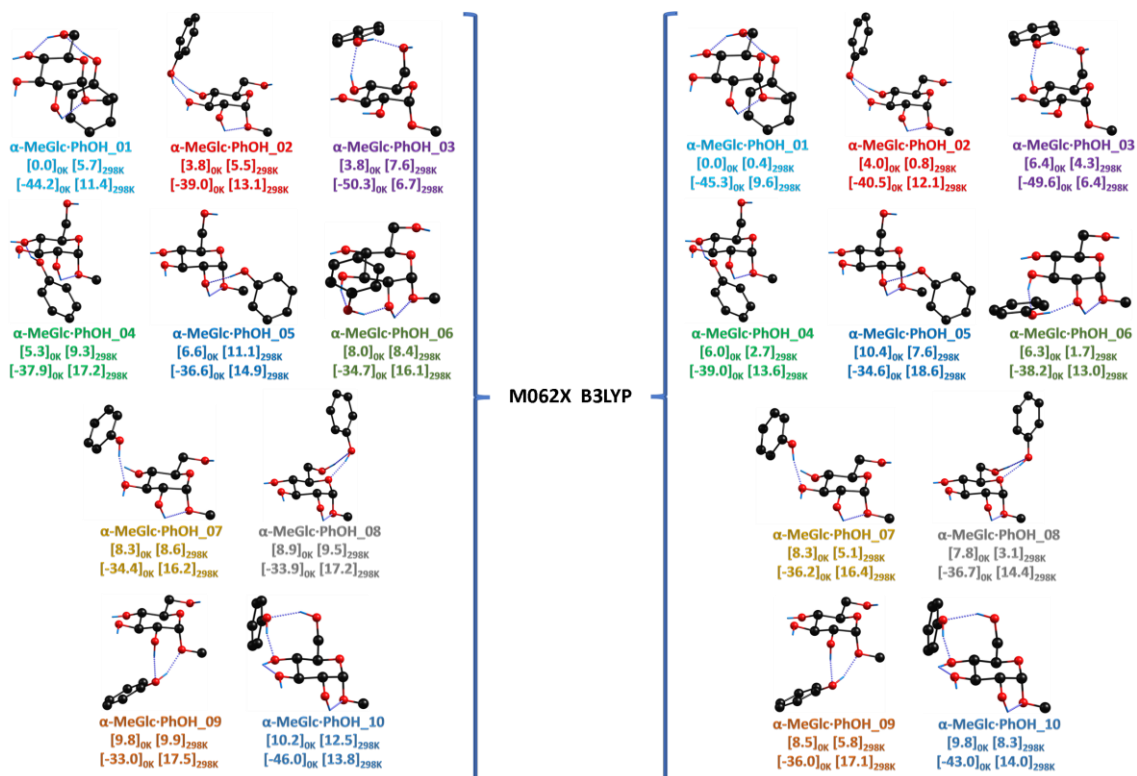 α-MeGlc·PhOH_01
[0.0]0K [5.7]298K
[-44.2]0K [11.4]298K
α-MeGlc·PhOH_02
[3.8]0K [5.5]298K
[-39.0]0K [13.1]298K
α-MeGlc·PhOH_03
[3.8]0K [7.6]298K
[-50.3]0K [6.7]298K
α-MeGlc·PhOH_04
[5.3]0K [9.3]298K
[-37.9]0K [17.2]298K
α-MeGlc·PhOH_05
[6.6]0K [11.1]298K
[-36.6]0K [14.9]298K
α-MeGlc·PhOH_06
[8.0]0K [8.4]298K
[-34.7]0K [16.1]298K
α-MeGlc·PhOH_07
[8.3]0K [8.6]298K
[-34.4]0K [16.2]298K
α-MeGlc·PhOH_08
[8.9]0K [9.5]298K
[-33.9]0K [17.2]298K
α-MeGlc·PhOH_09
[9.8]0K [9.9]298K
[-33.0]0K [17.5]298K
α-MeGlc·PhOH_10
[10.2]0K [12.5]298K
[-46.0]0K [13.8]298K
M062X B3LYP
α-MeGlc·PhOH_01
[0.0]0K [0.4]298K
[-45.3]0K [9.6]298K
α-MeGlc·PhOH_02
[4.0]0K [0.8]298K
[-40.5]0K [12.1]298K
α-MeGlc·PhOH_03
[6.4]0K [4.3]298K
[-49.6]0K [6.4]298K
α-MeGlc·PhOH_04
[6.0]0K [2.7]298K
[-39.0]0K [13.6]298K
α-MeGlc·PhOH_05
[10.4]0K [7.6]298K
[-34.6]0K [18.6]298K
α-MeGlc·PhOH_06
[6.3]0K [1.7]298K
[-38.2]0K [13.0]298K
α-MeGlc·PhOH_07
[8.3]0K [5.1]298K
[-36.2]0K [16.4]298K
α-MeGlc·PhOH_08
[7.8]0K [3.1]298K
[-36.7]0K [14.4]298K
α-MeGlc·PhOH_09
[8.5]0K [5.8]298K
[-36.0]0K [17.1]298K
α-MeGlc·PhOH_10
[9.8]0K [8.3]298K
[-43.0]0K [14.0]298K